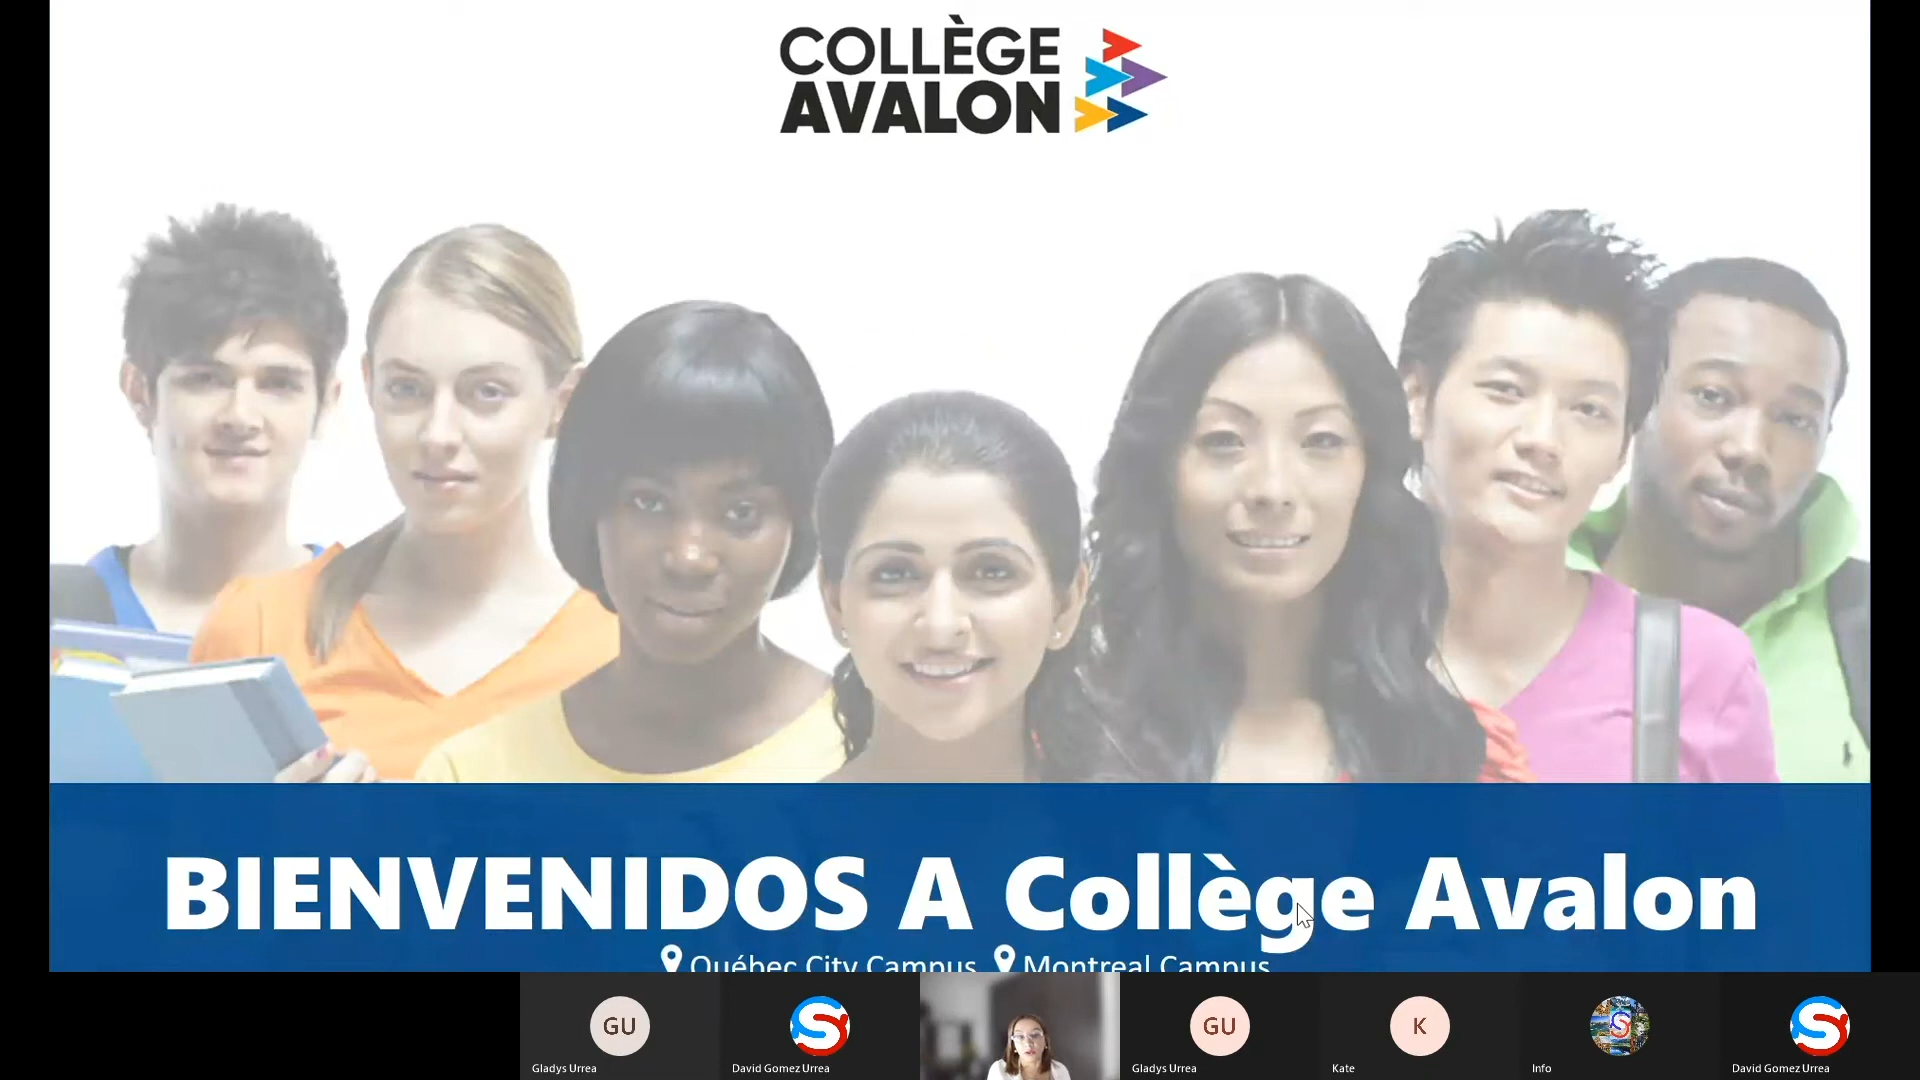 COLLÈGE
AVALON
BIENVENIDOS A Collège Avalon
Québec City Campus Montreal Campus
GU
GU
K
Gladys Urrea
David Gomez Urrea
Gladys Urrea
Kate
Info
David Gomez Urrea